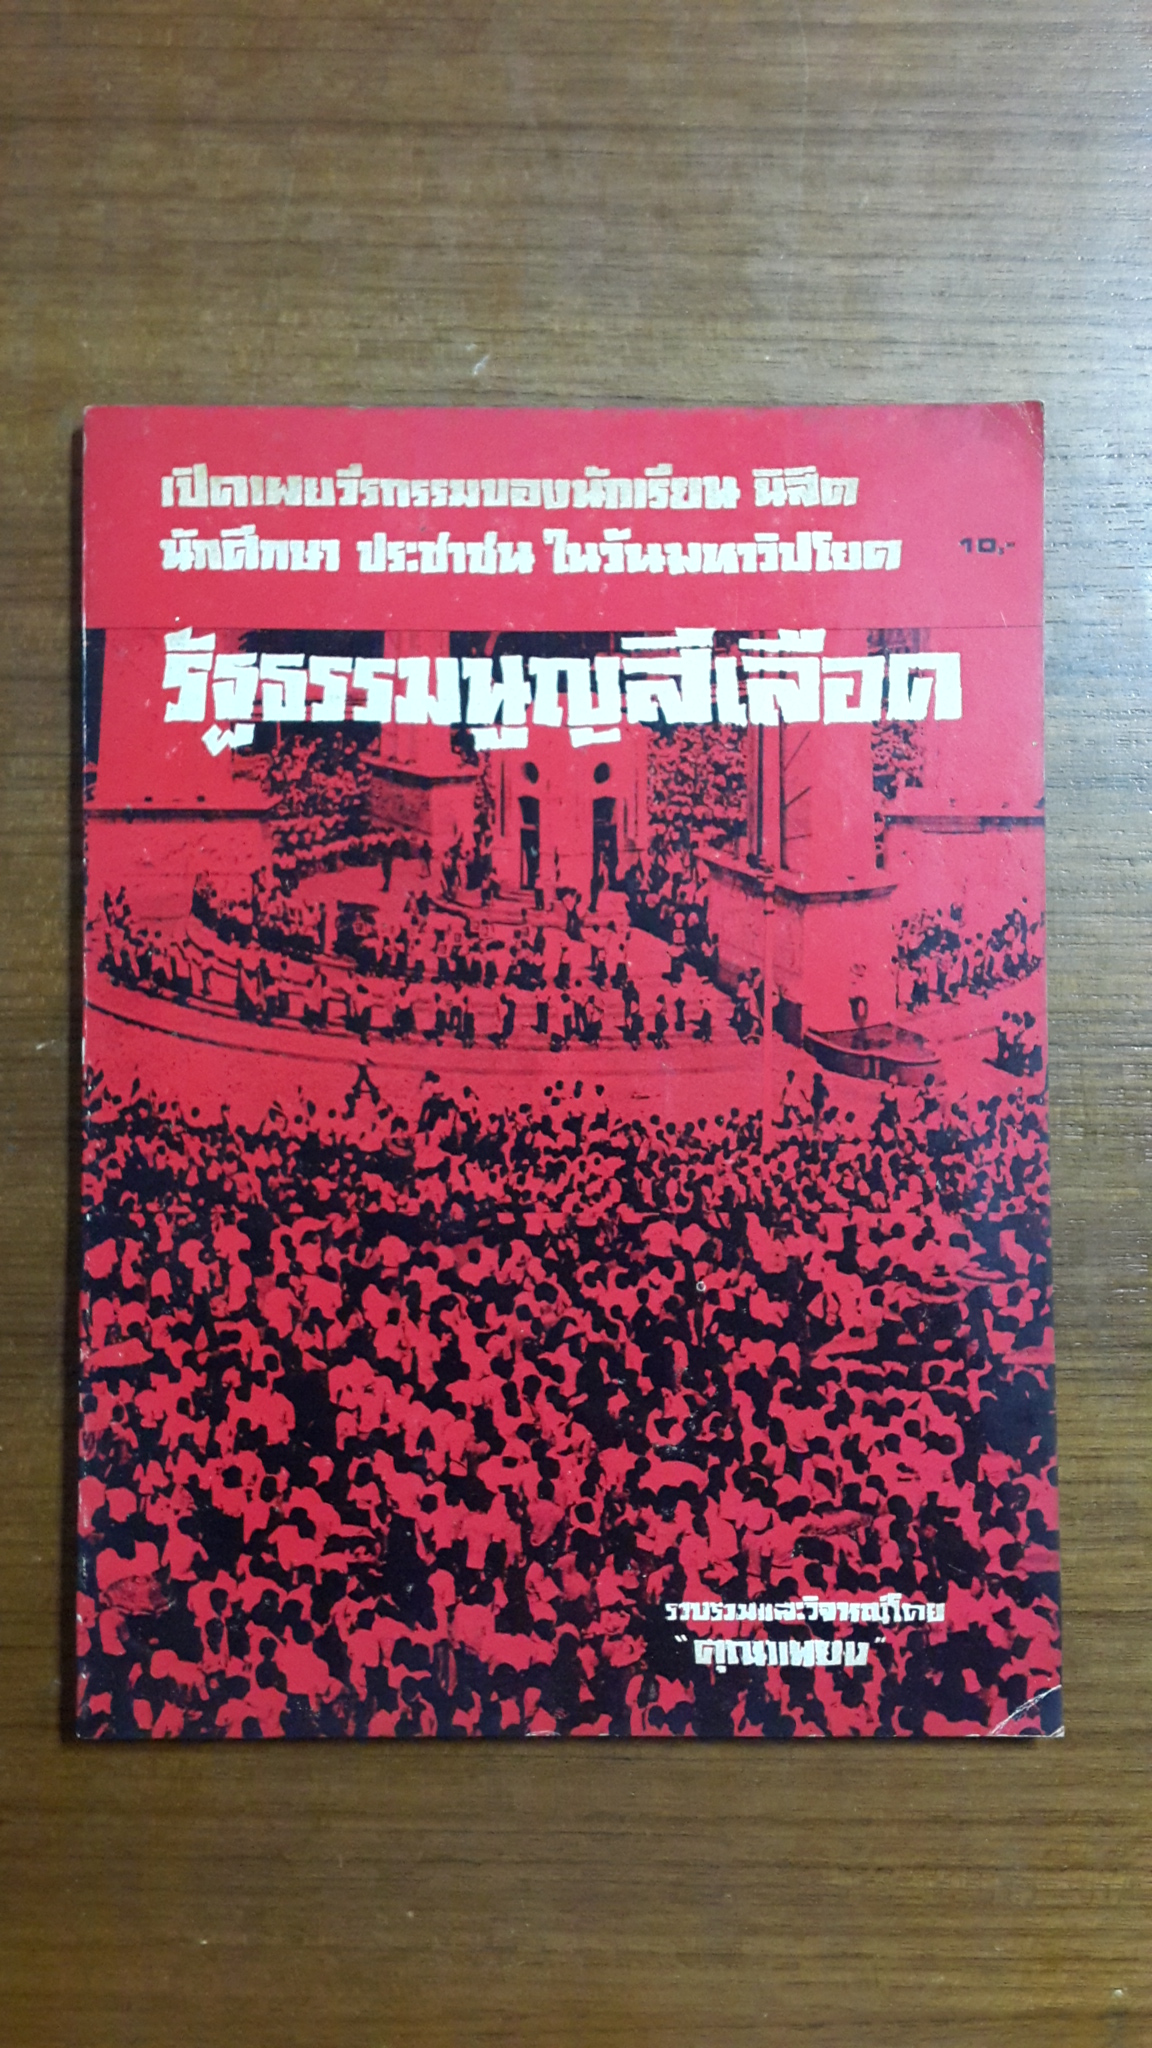 เปิดเผยวีรกรรมของนักเรียน นิสิต
นักศึกษา ประชาชน ในวันมหาวิปโยค
10.-
รัฐธรรมนูญสีเลือด
รวบรวมและวิจารณ์โดย
"คุณแหยม"